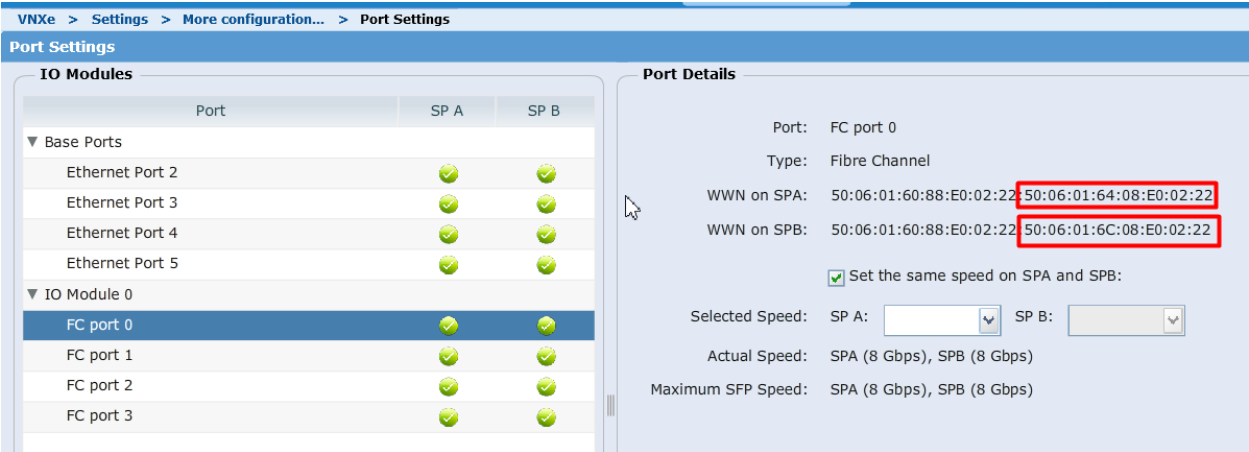 VNXe > Settings > More configuration... > Port Settings
Port Settings
IO Modules
Port SP A SP B
Base Ports
Ethernet Port 2
Ethernet Port 3
Ethernet Port 4
Ethernet Port 5
IO Module 0
FC port 0
FC port 1
FC port 2
FC port 3
Port Details
Port: FC port 0
Type: Fibre Channel
WWN on SPA: 50:06:01:60:88:E0:02:22:50:06:01:64:08:E0:02:22
WWN on SPB: 50:06:01:60:88:E0:02:22:50:06:01:6C:08:E0:02:22
Set the same speed on SPA and SPB:
Selected Speed: SP A: SP B:
Actual Speed: SPA (8 Gbps), SPB (8 Gbps)
Maximum SFP Speed: SPA (8 Gbps), SPB (8 Gbps)